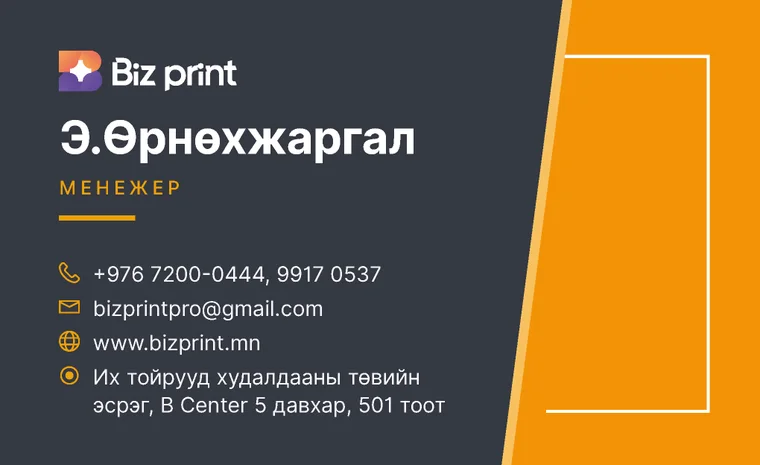 Biz print
Э.Өрнөхжаргал
МЕНЕЖЕР
+976 7200-0444, 9917 0537
bizprintpro@gmail.com
www.bizprint.mn
Их тойрууд худалдааны төвийн
эсрэг, B Center 5 давхар, 501 тоот